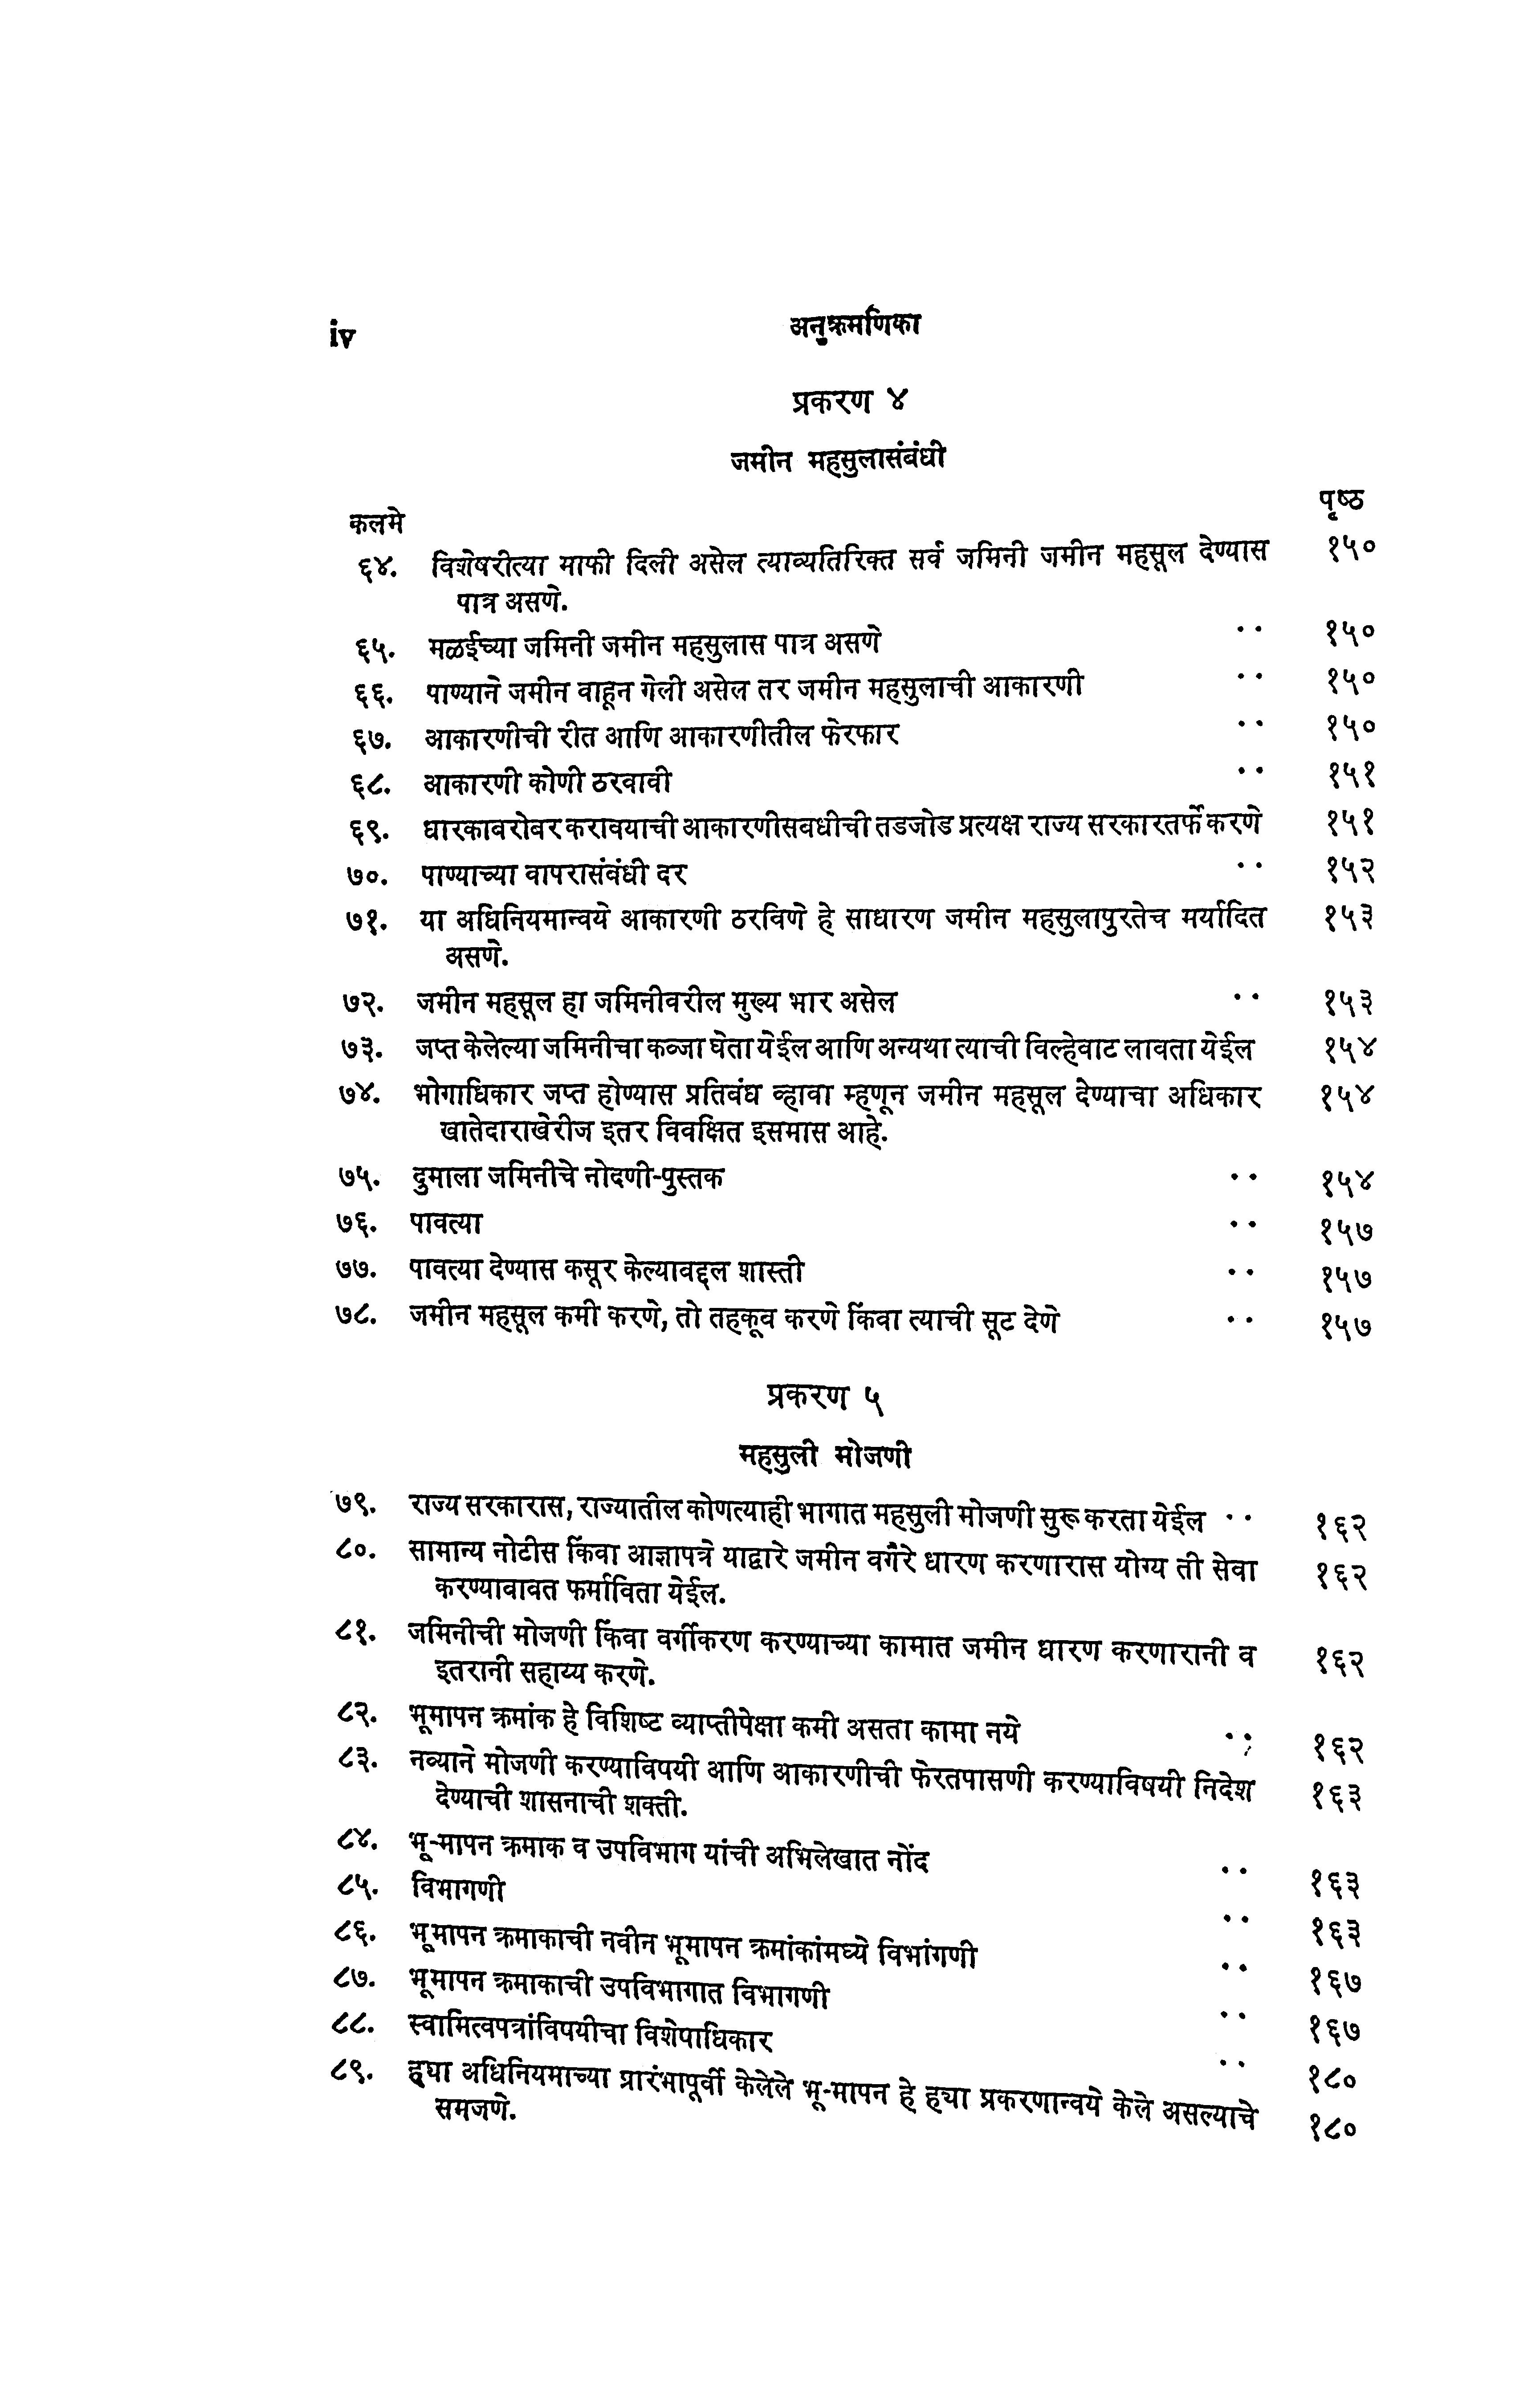 iv
अनुक्रमणिका
प्रकरण ४
जमीन महसुलासंबंधी
कलमे पृष्ठ
६४. विशेषरीत्या माफी दिली असेल त्याव्यतिरिक्त सर्व जमिनी जमीन महसूल देण्यास १५०
पात्र असणे.
६५. मळईच्या जमिनी जमीन महसुलास पात्र असणे .. १५०
६६. पाण्याने जमीन वाहून गेली असेल तर जमीन महसुलाची आकारणी .. १५०
६७. आकारणीची रीत आणि आकारणीतील फेरफार .. १५०
६८. आकारणी कोणी ठरवावी .. १५१
६९. धारकावरोवर करावयाची आकारणीसवधीची तडजोड प्रत्यक्ष राज्य सरकारतर्फे करणे १५१
७०. पाण्याच्या वापरासंबंधी दर .. १५२
७१. या अधिनियमान्वये आकारणी ठरविणे हे साधारण जमीन महसुलापुरतेच मर्यादित १५३
असणे.
७२. जमीन महसूल हा जमिनीवरील मुख्य भार असेल .. १५३
७३. जप्त केलेल्या जमिनीचा कब्जा घेता येईल आणि अन्यथा त्याची विल्हेवाट लावता येईल १५४
७४. भोगाधिकार जप्त होण्यास प्रतिवंध व्हावा म्हणून जमीन महसूल देण्याचा अधिकार १५४
खातेदाराखेरीज इतर विवक्षित इसमास आहे.
७५. दुमाला जमिनीचे नोदणी-पुस्तक .. १५४
७६. पावत्या .. १५७
७७. पावत्या देण्यास कसूर केल्यावद्दल शास्ती .. १५७
७८. जमीन महसूल कमी करणे, तो तहकूव करणे किंवा त्याची सूट देणे .. १५७
प्रकरण ५
महसुली मोजणी
७९. राज्य सरकारास, राज्यातील कोणत्याही भागात महसुली मोजणी सुरू करता येईल .. १६२
८०. सामान्य नोटीस किंवा आज्ञापत्रे याद्वारे जमीन वगैरे धारण करणारास योग्य ती सेवा १६२
करण्यावावत फर्माविता येईल.
८१. जमिनीची मोजणी किंवा वर्गीकरण करण्याच्या कामात जमीन धारण करणारानी व १६२
इतरानी सहाय्य करणे.
८२. भूमापन क्रमांक हे विशिष्ट व्याप्तीपेक्षा कमी असता कामा नये .. १६२
८३. नव्याने मोजणी करण्याविपयी आणि आकारणीची फेरतपासणी करण्याविषयी निदेश १६३
देण्याची शासनाची शक्ती.
८४. भू-मापन क्रमाक व उपविभाग यांची अभिलेखात नोंद .. १६३
८५. विभागणी .. १६३
८६. भूमापन क्रमाकाची नवीन भूमापन क्रमांकांमध्ये विभांगणी .. १६७
८७. भूमापन क्रमाकाची उपविभागात विभागणी .. १६७
८८. स्वामित्वपत्रांविपयीचा विशेपाधिकार .. १८०
८९. ह्या अधिनियमाच्या प्रारंभापूर्वी केलेले भू-मापन हे ह्या प्रकरणान्वये केले असल्याचे १८०
समजणे.